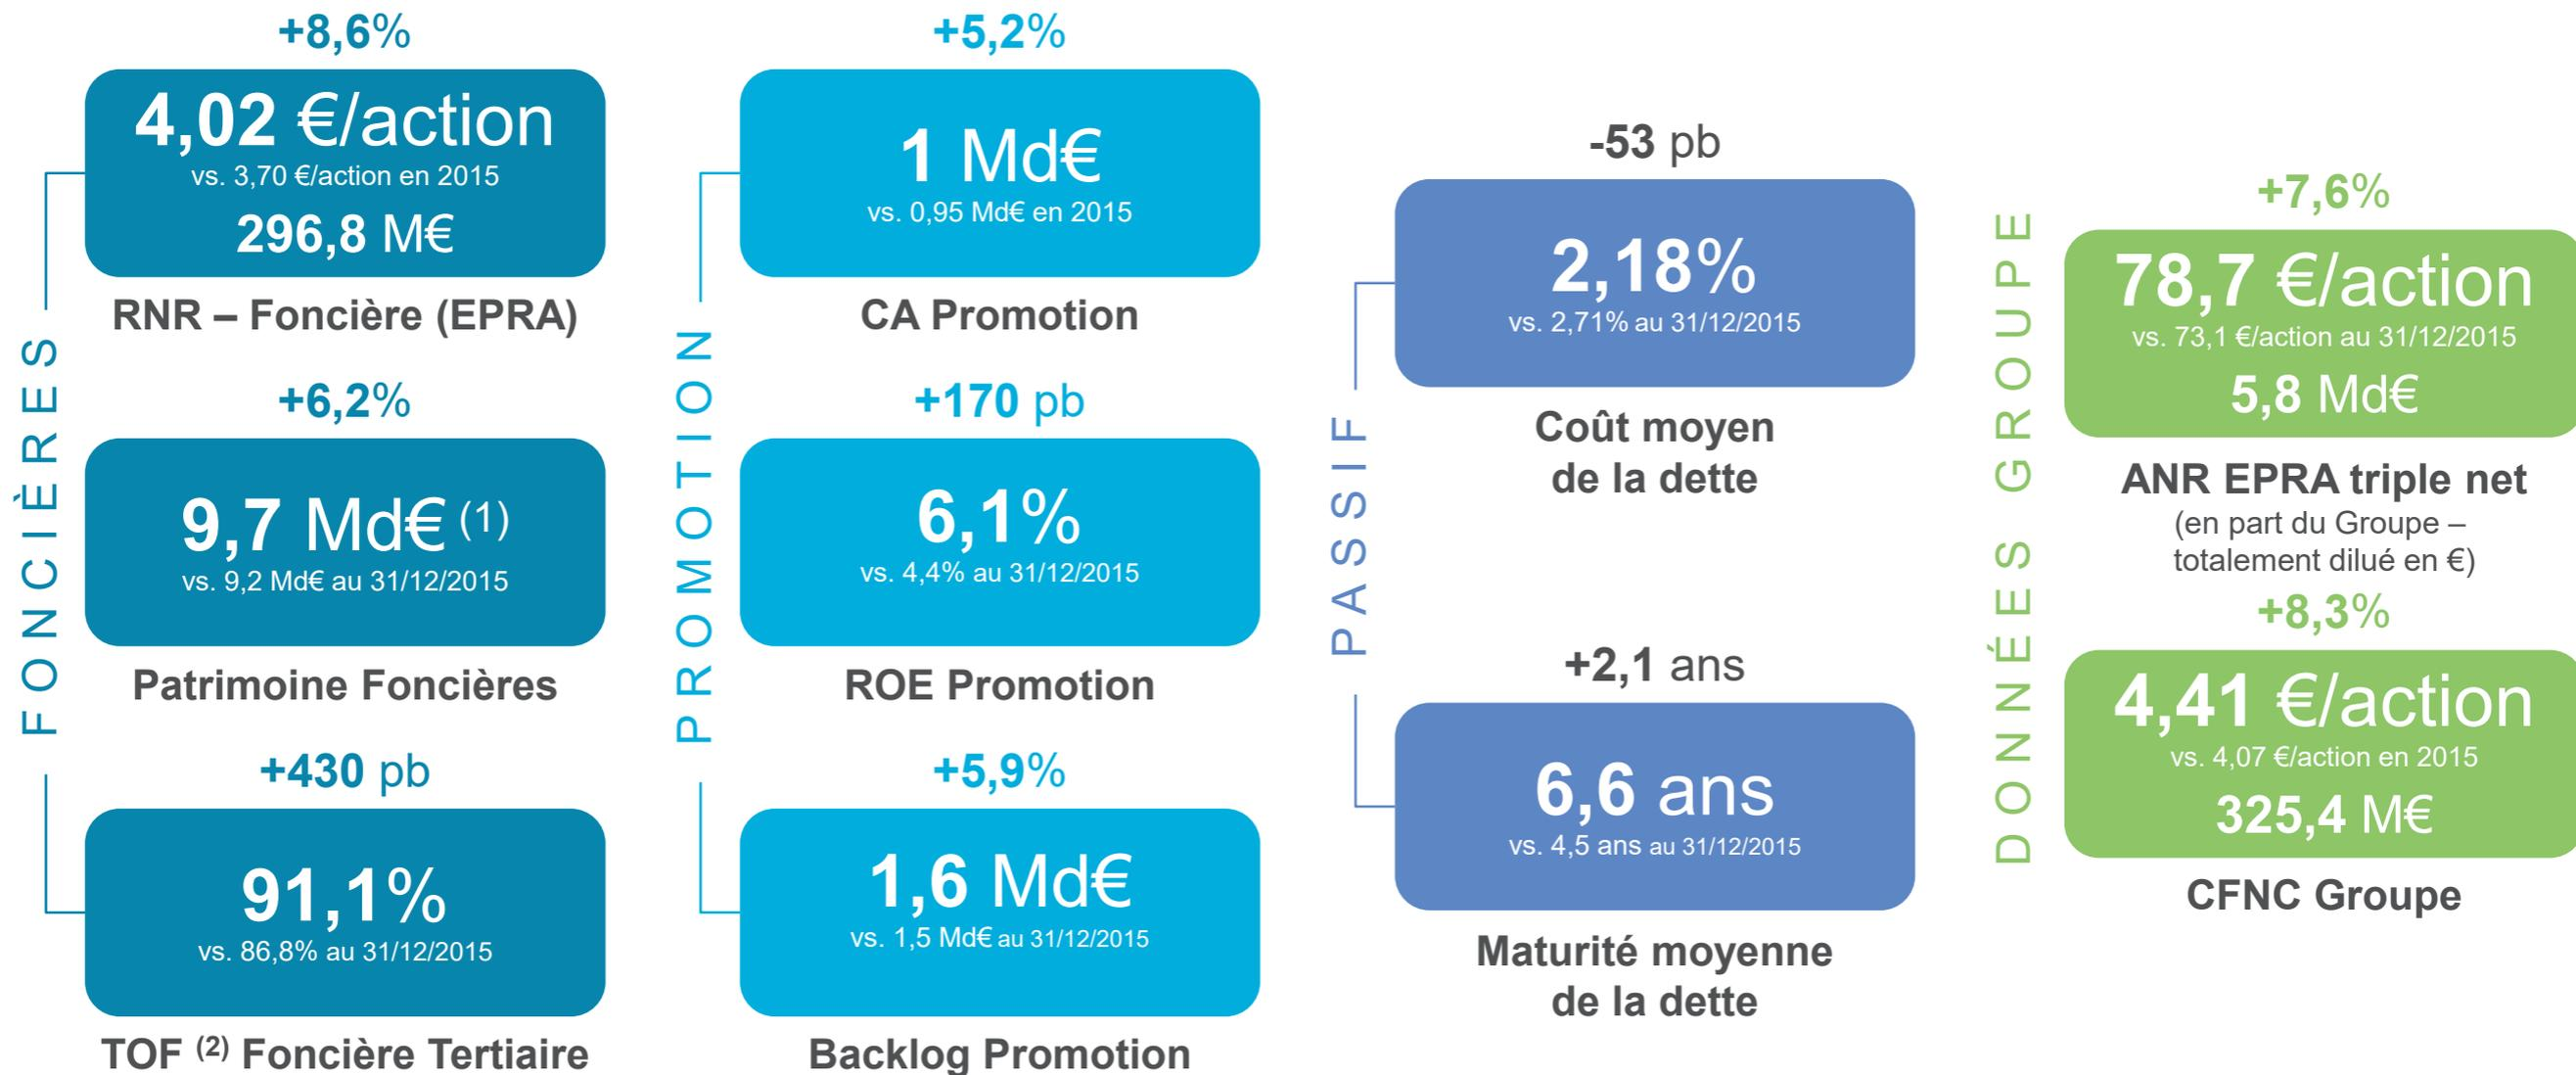 FONCIÈRES
+8,6%
4,02 €/action
vs. 3,70 €/action en 2015
296,8 M€
RNR – Foncière (EPRA)
+6,2%
9,7 Md€ (1)
vs. 9,2 Md€ au 31/12/2015
Patrimoine Foncières
+430 pb
91,1%
vs. 86,8% au 31/12/2015
TOF (2) Foncière Tertiaire
PROMOTION
+5,2%
1 Md€
vs. 0,95 Md€ en 2015
CA Promotion
+170 pb
6,1%
vs. 4,4% au 31/12/2015
ROE Promotion
+5,9%
1,6 Md€
vs. 1,5 Md€ au 31/12/2015
Backlog Promotion
PASSIF
-53 pb
2,18%
vs. 2,71% au 31/12/2015
Coût moyen
de la dette
+2,1 ans
6,6 ans
vs. 4,5 ans au 31/12/2015
Maturité moyenne
de la dette
DONNÉES GROUPE
+7,6%
78,7 €/action
vs. 73,1 €/action au 31/12/2015
5,8 Md€
ANR EPRA triple net
(en part du Groupe –
totalement dilué en €)
+8,3%
4,41 €/action
vs. 4,07 €/action en 2015
325,4 M€
CFNC Groupe